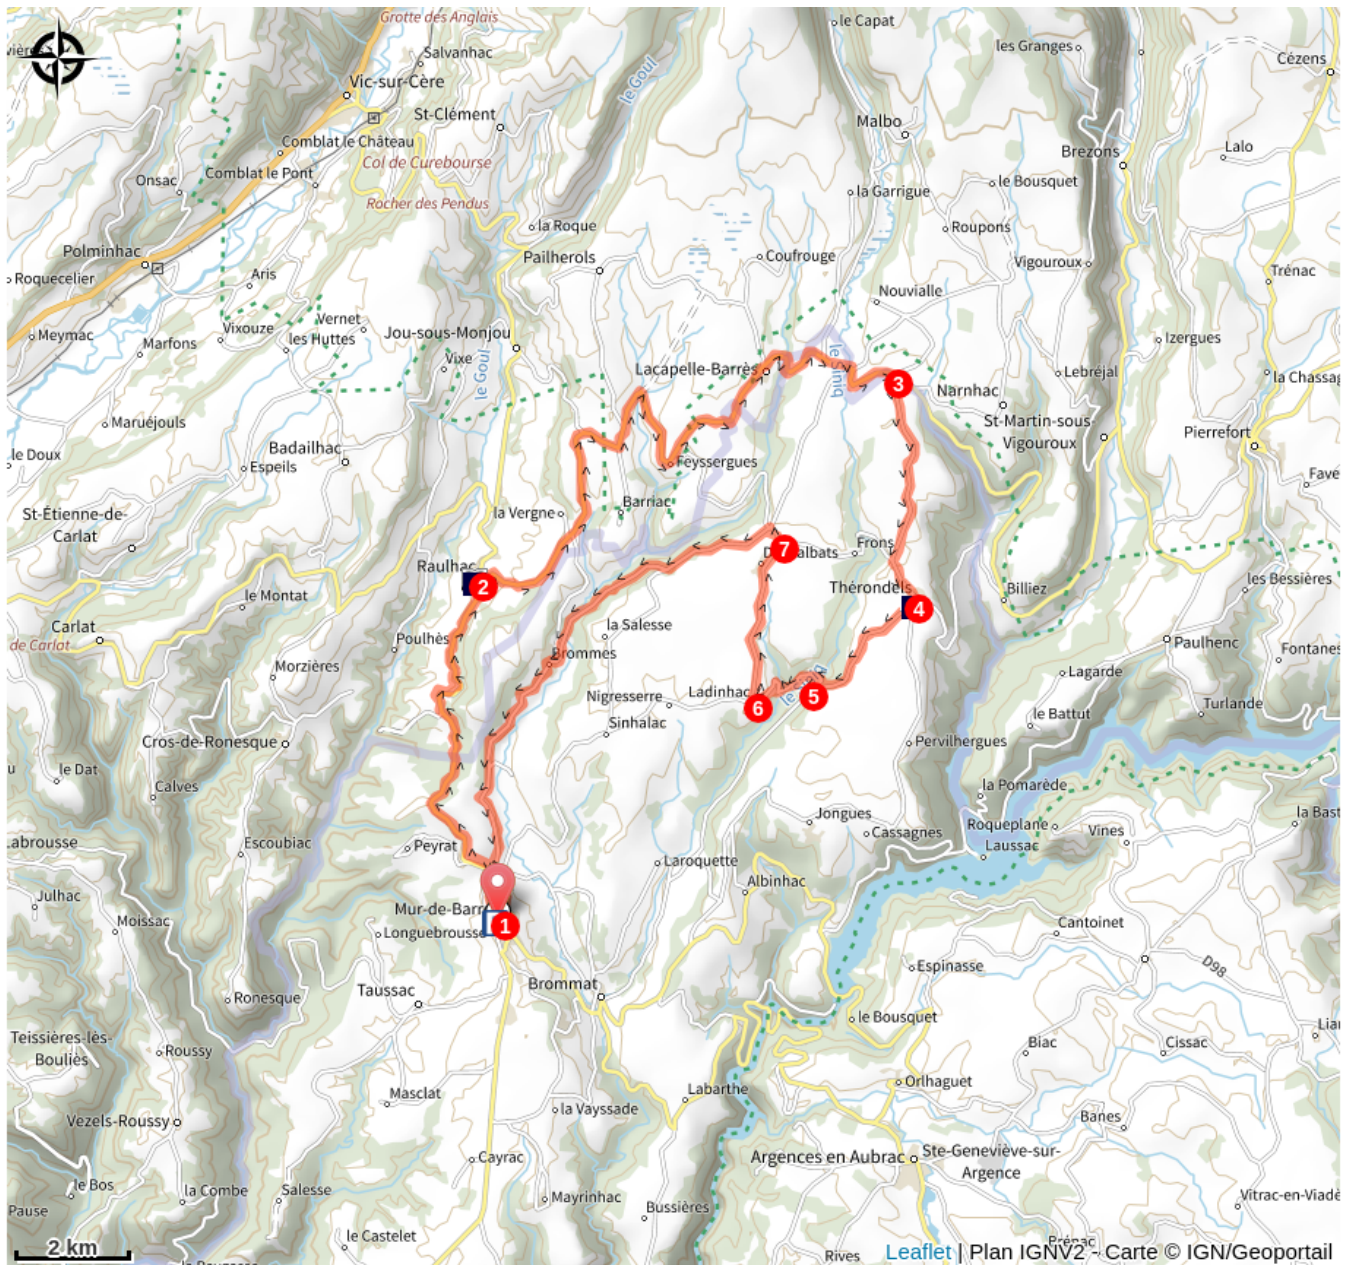 Grotte des Anglais
le Capat
les Granges
Cézens
Salvanhac
le Goul
Vic-sur-Cère
St-Clément
Malbo
Comblat le Château
Brezons
Lalo
Col de Curebourse
Comblat le Pont
Onsac
la Garrigue
le Bousquet
Rocher des Pendus
la Roque
Roupons
Polminhac
Pailherols
Coufrouge
Vigouroux
Trénac
Roquecelier
Aris
Nouvialle
Vernet
Vixouze
les Huttes
Jou-sous-Monjou
Meymac
Marfons
Izergues
Vixe
le Goul
Lacapelle-Barrès
Lebréjal
la Chassag
3
Narnhac
Maruéjouls
St-Martin-sous-
Vigouroux
Pierrefort
Badailhac
le Doux
Espeils
Feyssergues
Fave
St-Étienne-de-
Carlat
la Vergne
Barriac
7
Frons
Raulhac
2
Thérondels
Billiez
les Bessières
le Montat
4
Carlat
de Carlat
Poulhès
la Salesse
Paulhenc
Fontanes
Brommes
Morzières
Lagarde
Nigresserre
Ladinhac
5
6
Turlande
Sinhalac
le Battut
Cros-de-Ronesque
Pervilhergues
le Dat
Calves
la Pomarède
la Bast
Jongues
Roqueplane
Vines
Labrousse
Escoubiac
Peyrat
Cassagnes
Laussac
Laroquette
Albinhac
Julhac
Mur-de-Barr
Moissac
Longuebrousse
1
Cantoinet
Espinasse
D98
Brommat
Taussac
Ronesque
le Bousquet
Teissières-lès-
Bouliès
Roussy
Biac
Cissac
Lia
Orlhaguet
Labarthe
Masclat
la Vayssade
Banes
Vezels-Roussy
Cayrac
Argences en Aubrac
Ste-Geneviève-sur-
Argence
le Bos
la Combe
Salesse
Mayrinhac
Vitrac-en-Viadè
Pause
Bussières
le Castelet
Rives
Prénac
2 km
Leaflet | Plan IGNV2 - Carte © IGN/Geoportail